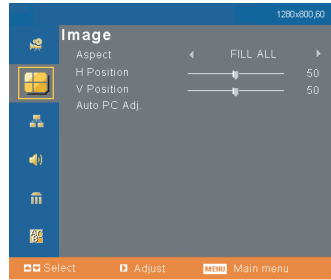 1280x800,60
Image
Aspect FILL ALL
H Position 50
V Position 50
Auto PC Adj.
Select Adjust MENU Main menu